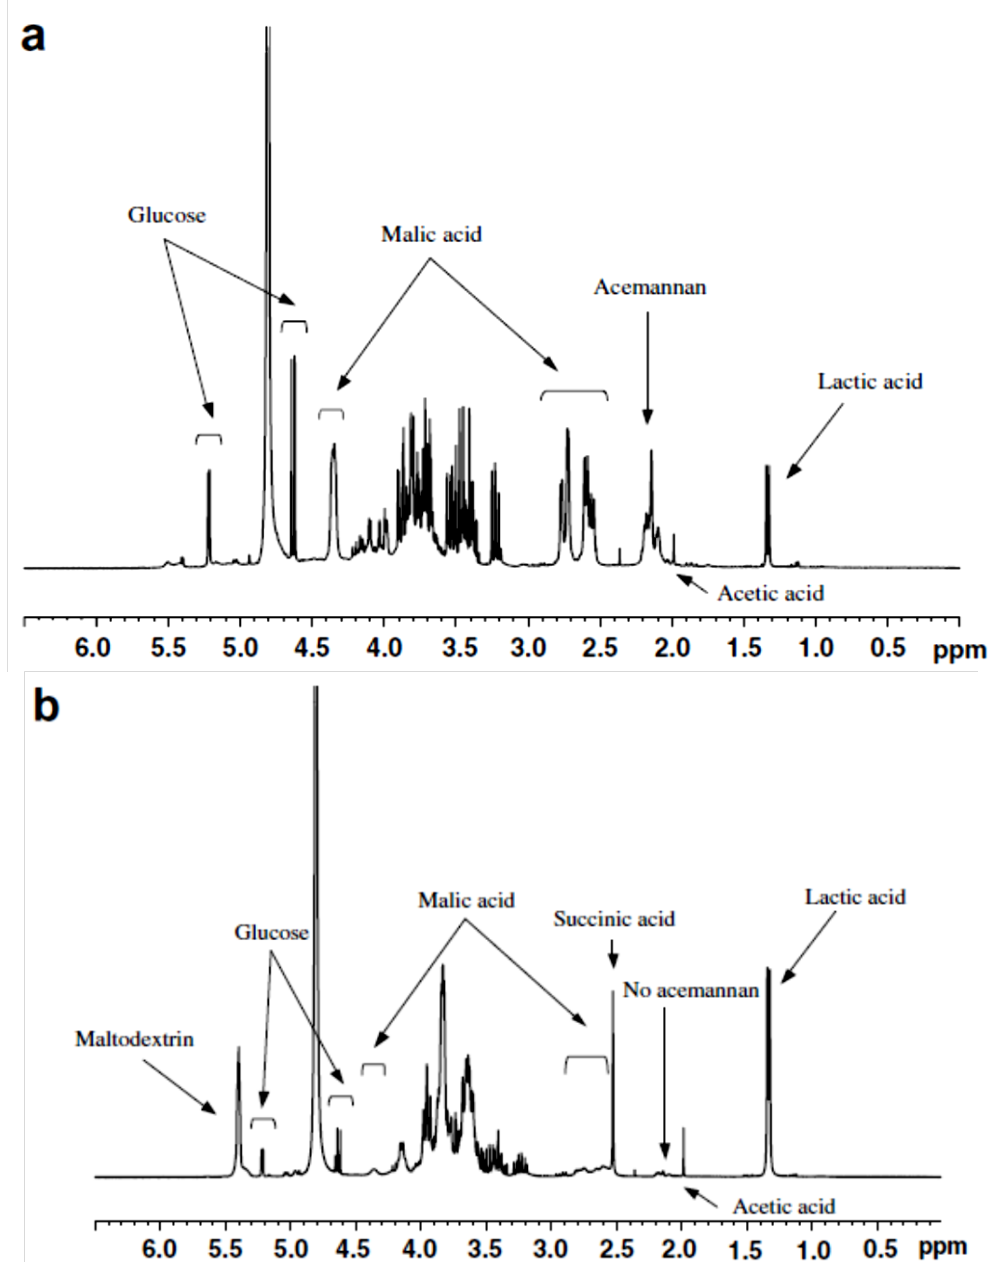 a
Glucose
Malic acid
Acemannan
Lactic acid
Acetic acid
6.0 5.5 5.0 4.5 4.0 3.5 3.0 2.5 2.0 1.5 1.0 0.5 ppm
b
Lactic acid
Malic acid
Succinic acid
Glucose
No acemannan
Maltodextrin
Acetic acid
6.0 5.5 5.0 4.5 4.0 3.5 3.0 2.5 2.0 1.5 1.0 0.5 ppm